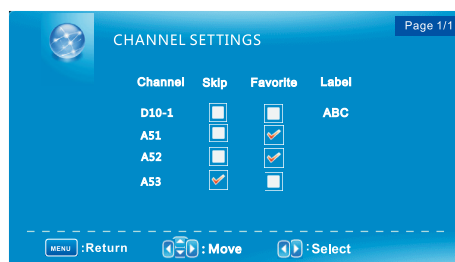 Page 1/1
CHANNEL SETTINGS
Channel Skip Favorite Label
D10-1 ABC
A51
A52
A53
MENU :Return : Move :Select